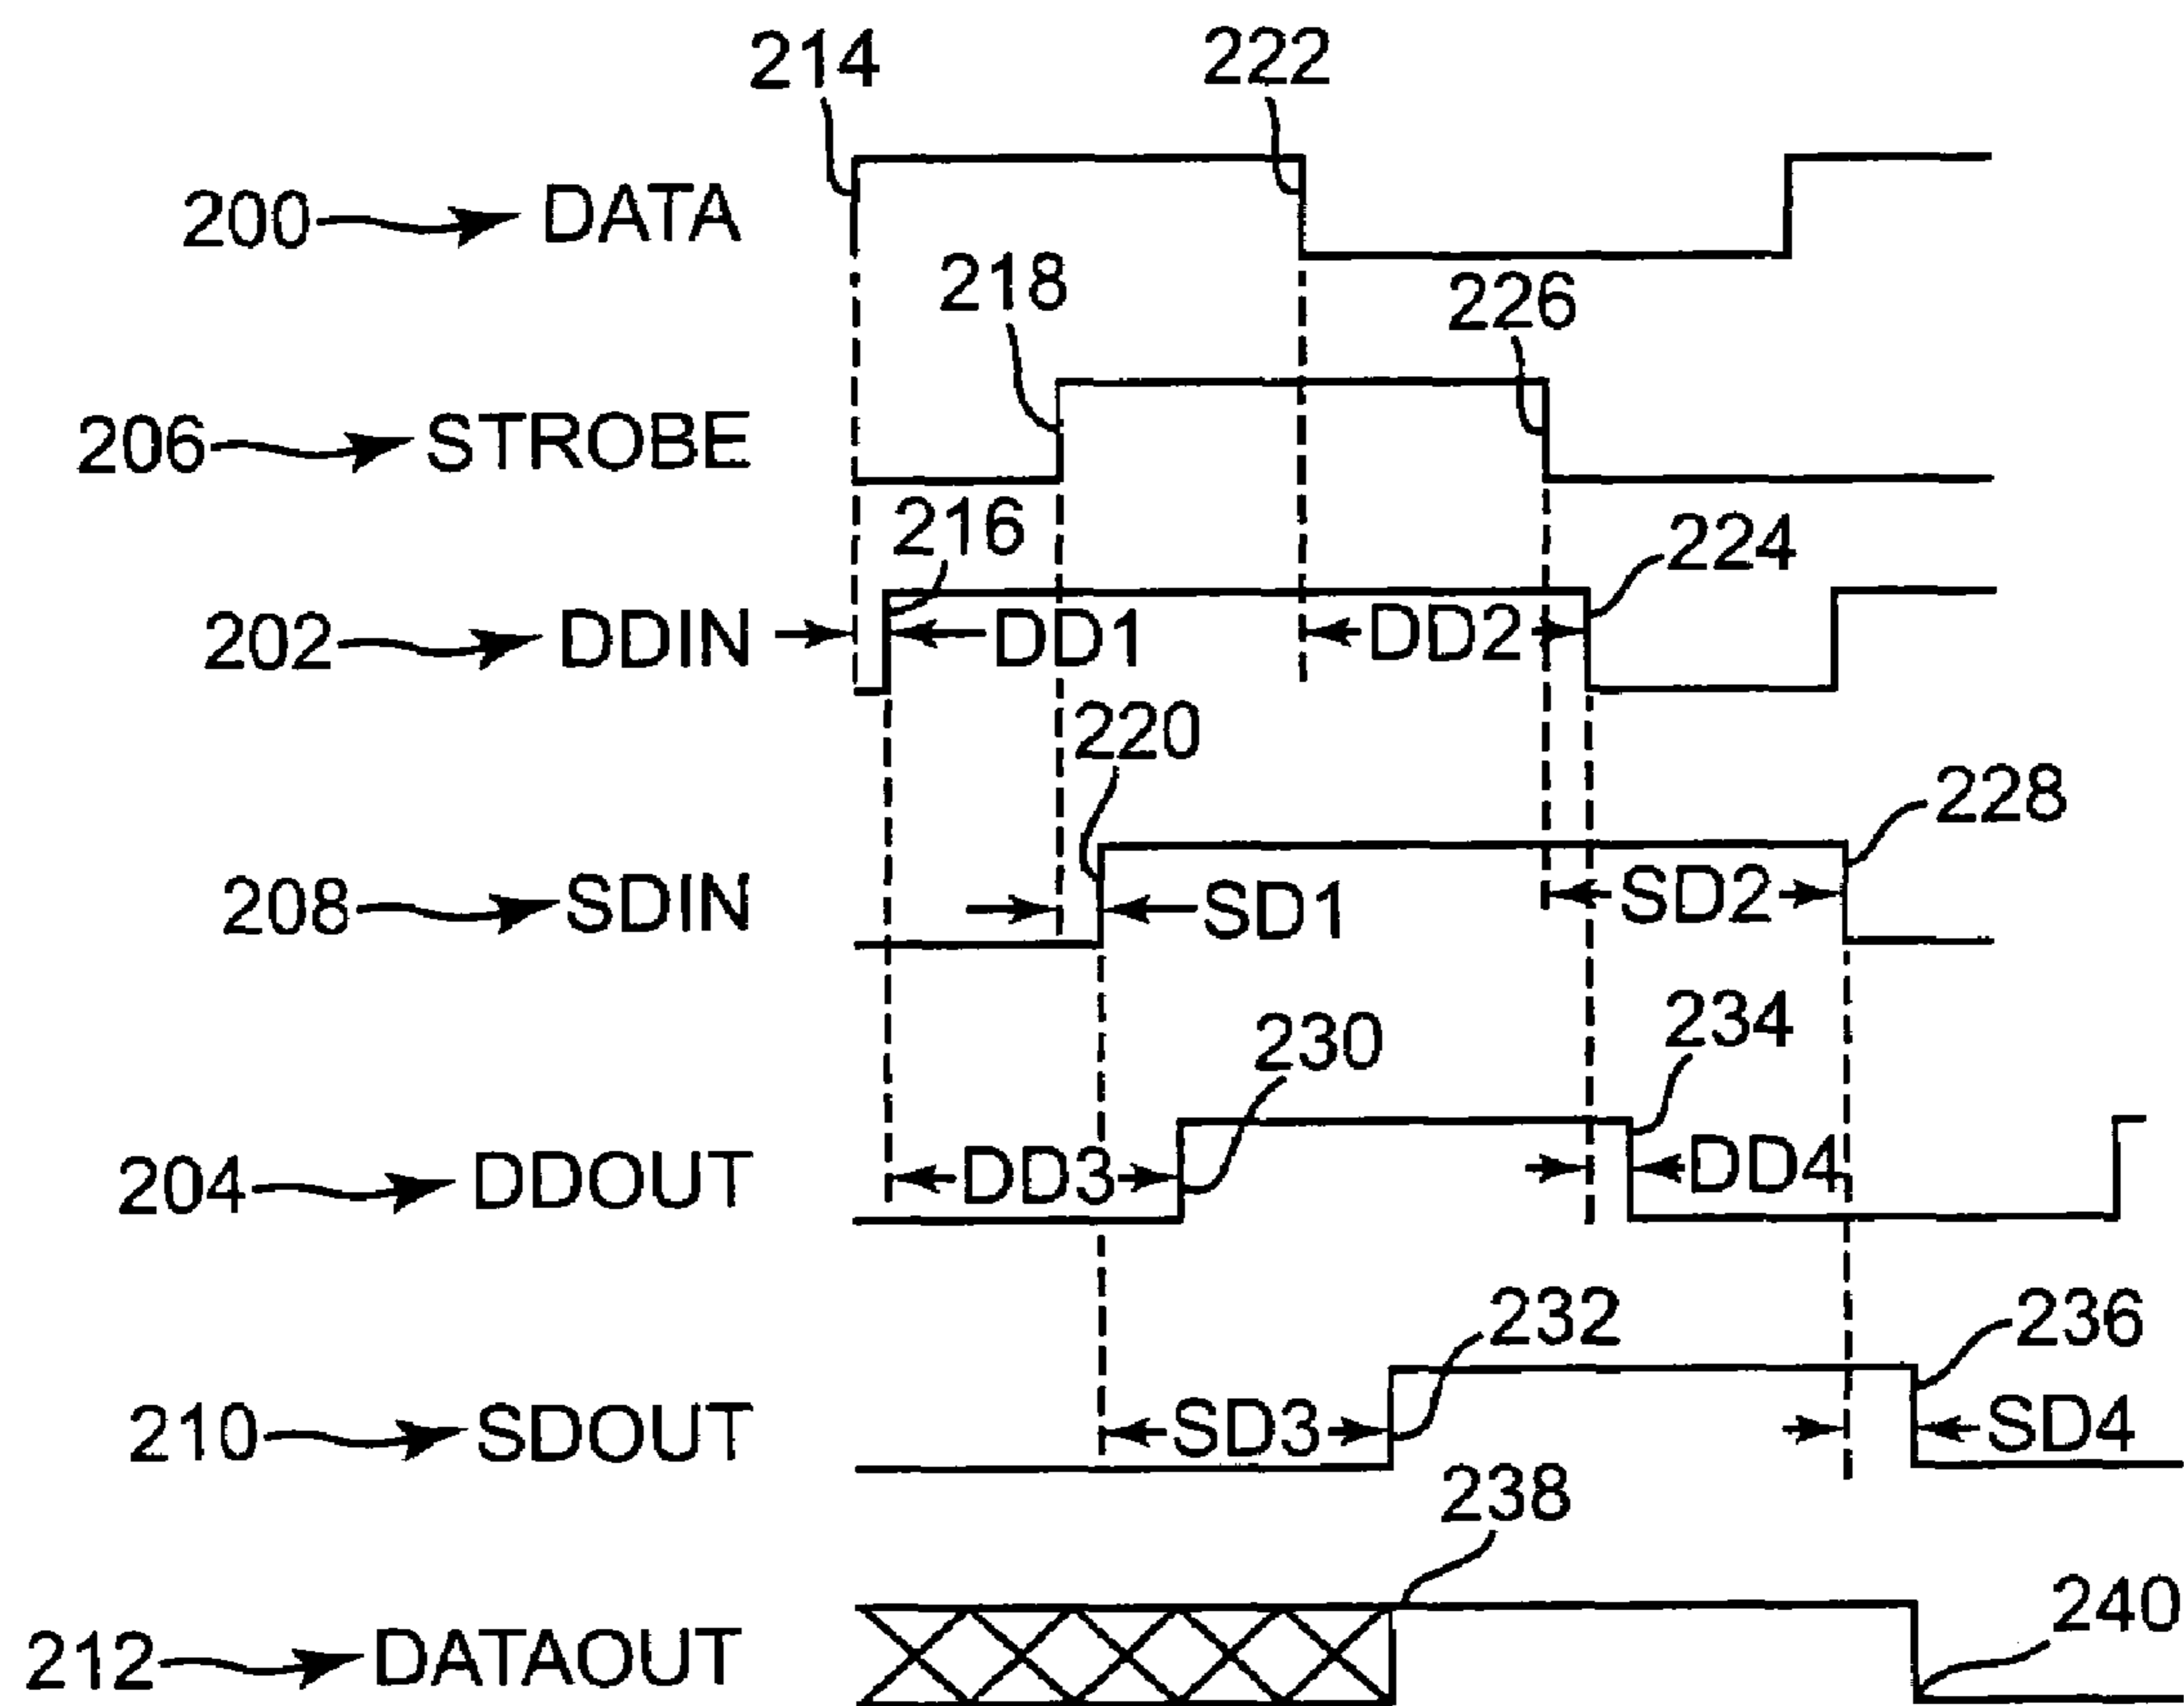 214
222
200 DATA
218
226
206 STROBE
216
224
202 DDIN DD1 DD2
220
228
208 SDIN SD1 SD2
230
234
204 DDOUT DD3 DD4
232
236
210 SDOUT SD3 SD4
238
240
212 DATAOUT